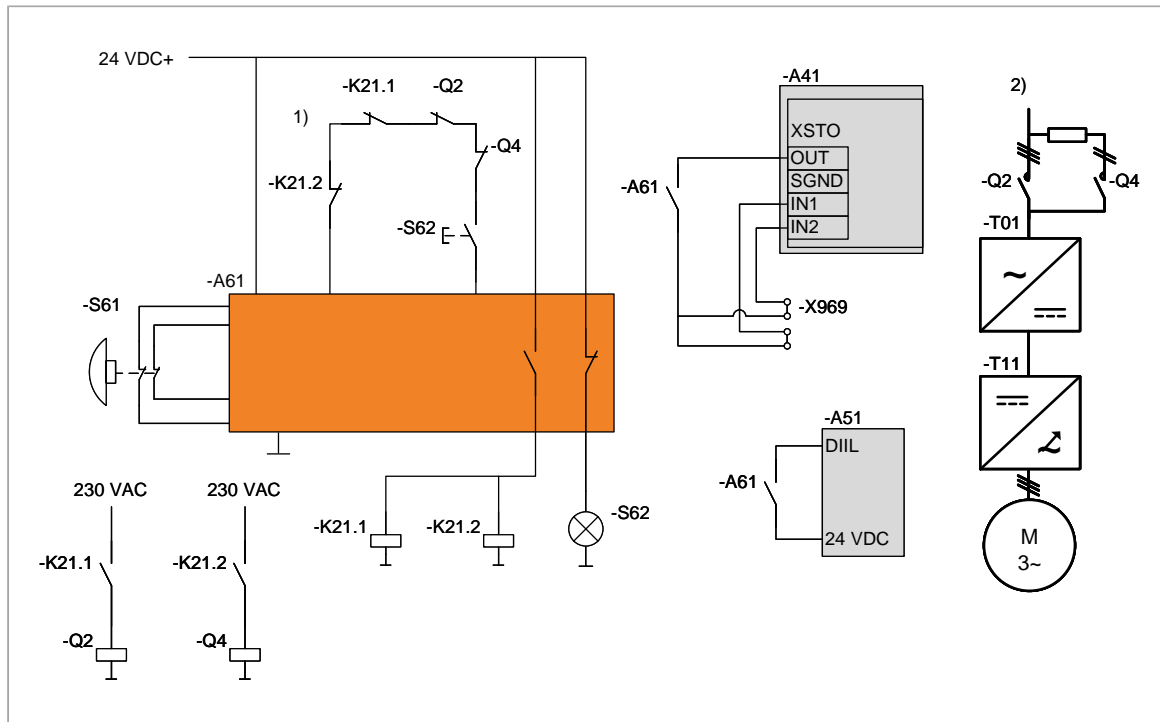 24 VDC+
1)
-K21.1
-Q2
-Q4
-K21.2
-S62
-A61
-S61
230 VAC
230 VAC
-K21.1
-K21.2
-Q2
-Q4
-K21.1
-K21.2
-S62
-A41
XSTO
OUT
SGND
IN1
IN2
-A61
-X969
-A51
DIIL
24 VDC
-A61
2)
-Q2
-Q4
-T01
-T11
M
3~